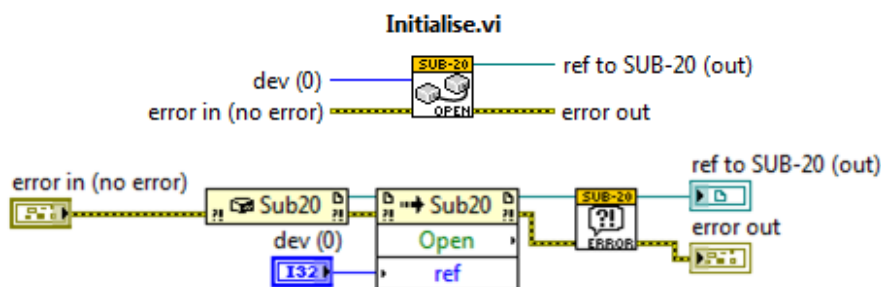 Initialise.vi
SUB-20
ref to SUB-20 (out)
dev (0)
error in (no error)
OPEN
error out
ref to SUB-20 (out)
error in (no error)
Sub20
Sub20
SUB-20
?!
ERROR
error out
dev (0)
Open
I32
ref